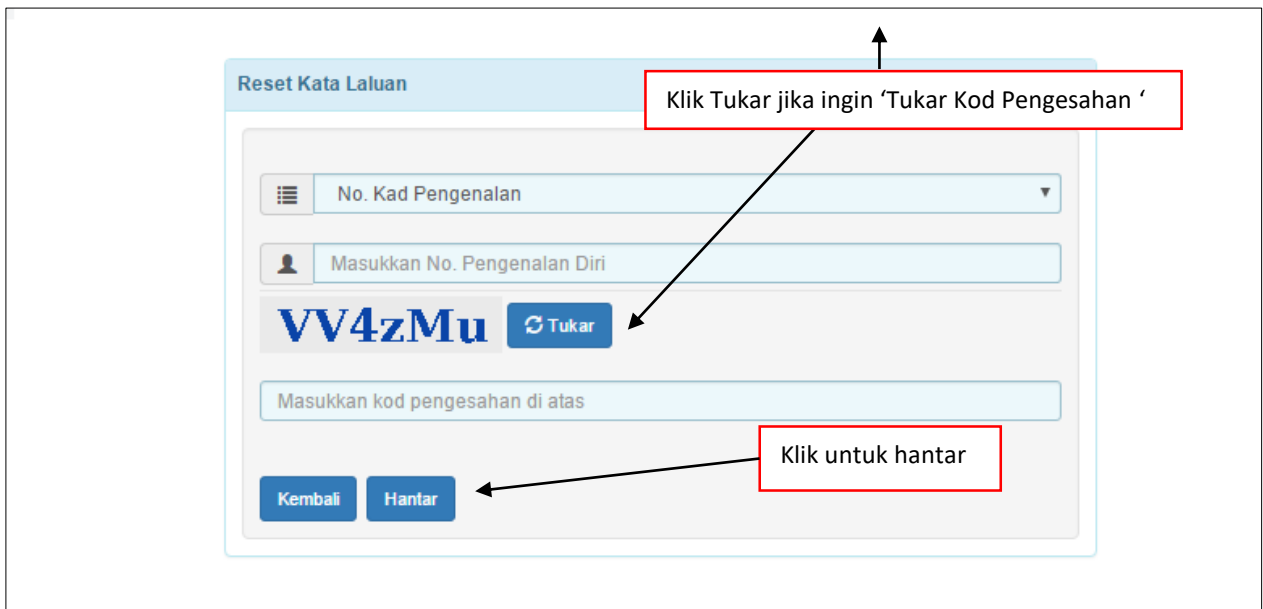 Reset Kata Laluan
Klik Tukar jika ingin ‘Tukar Kod Pengesahan ‘
No. Kad Pengenalan
Masukkan No. Pengenalan Diri
VV4zMu
Tukar
Masukkan kod pengesahan di atas
Klik untuk hantar
Kembali
Hantar